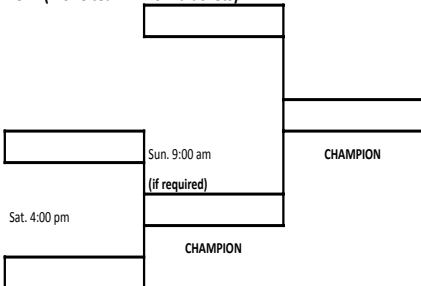 Sun. 9:00 am
CHAMPION
(if required)
Sat. 4:00 pm
CHAMPION